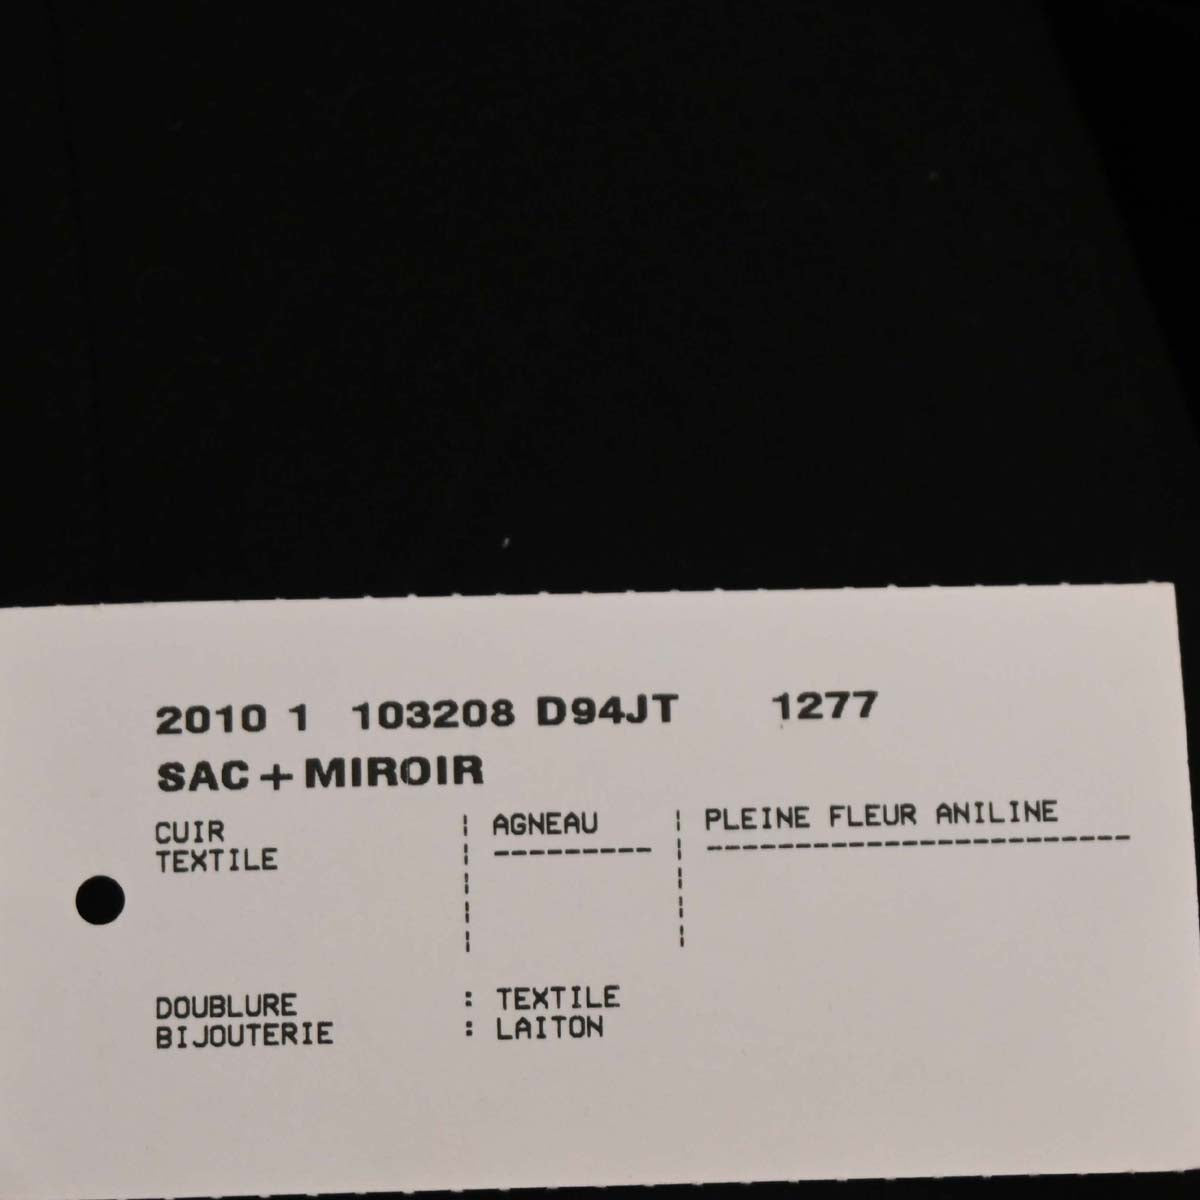 2010 1 103208 D94JT 1277
SAC + MIROIR
CUIR ¦ AGNEAU ¦ PLEINE FLEUR ANILINE
TEXTILE ¦ --------- ¦ -------------------------
DOUBLURE : TEXTILE
BIJOUTERIE : LAITON